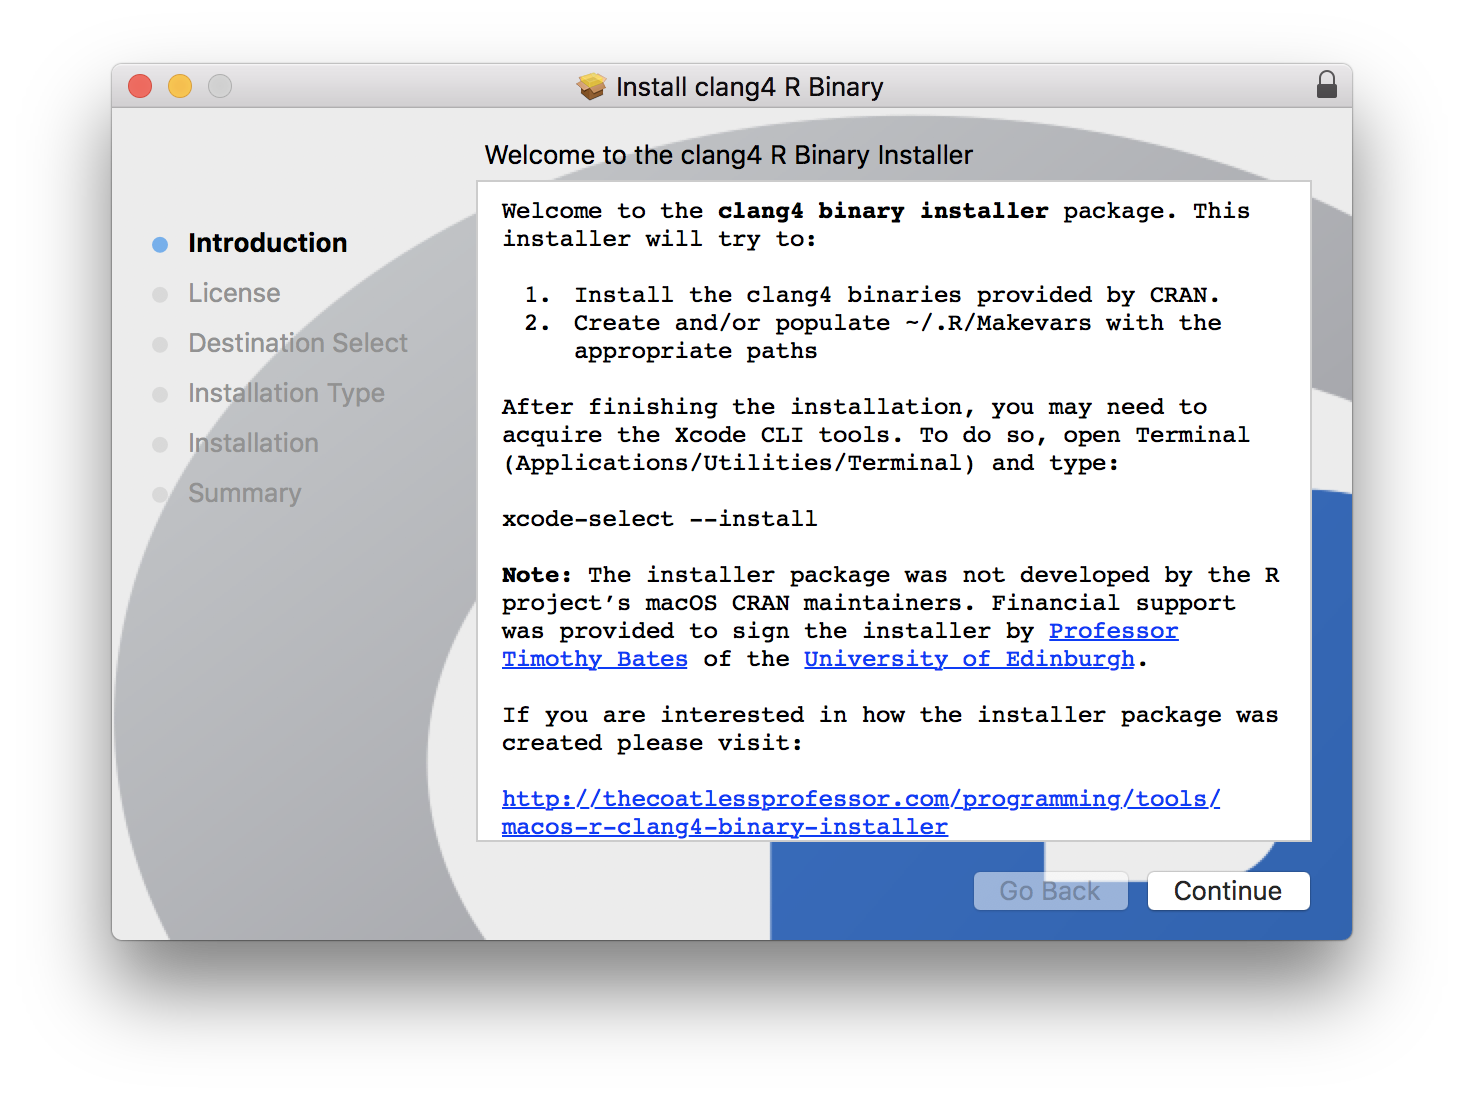 Install clang4 R Binary
Welcome to the clang4 R Binary Installer
Introduction
License
Destination Select
Installation Type
Installation
Summary
Welcome to the clang4 binary installer package. This
installer will try to:
1. Install the clang4 binaries provided by CRAN.
2. Create and/or populate ~/.R/Makevars with the
appropriate paths
After finishing the installation, you may need to
acquire the Xcode CLI tools. To do so, open Terminal
(Applications/Utilities/Terminal) and type:
xcode-select --install
Note: The installer package was not developed by the R
project’s macOS CRAN maintainers. Financial support
was provided to sign the installer by Professor
Timothy Bates of the University of Edinburgh.
If you are interested in how the installer package was
created please visit:
http://thecoatlessprofessor.com/programming/tools/
macos-r-clang4-binary-installer
Go Back
Continue